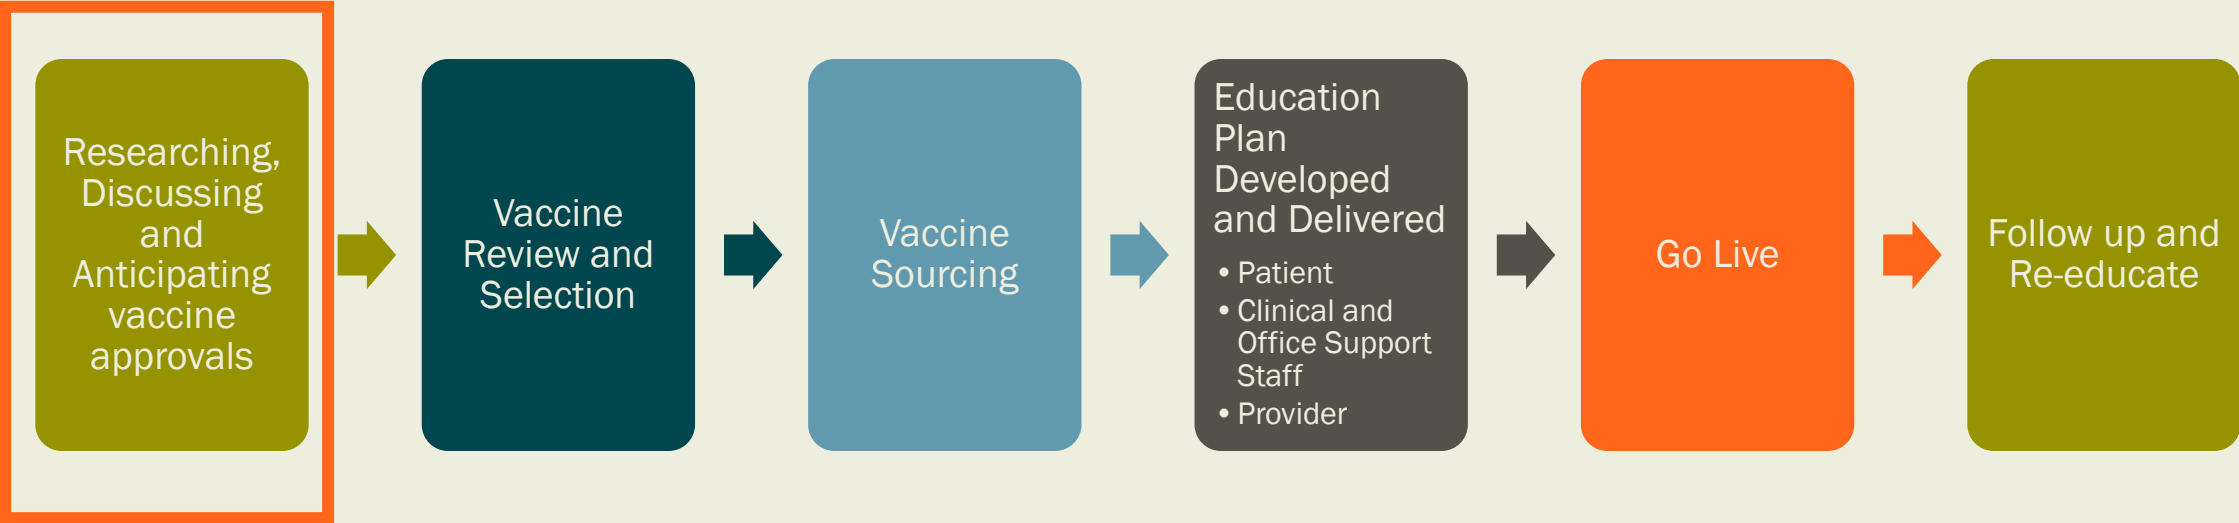 Researching,
Discussing
and
Anticipating
vaccine
approvals
Vaccine
Review and
Selection
Vaccine
Sourcing
Education
Plan
Developed
and Delivered
• Patient
• Clinical and
Office Support
Staff
• Provider
Go Live
Follow up and
Re-educate